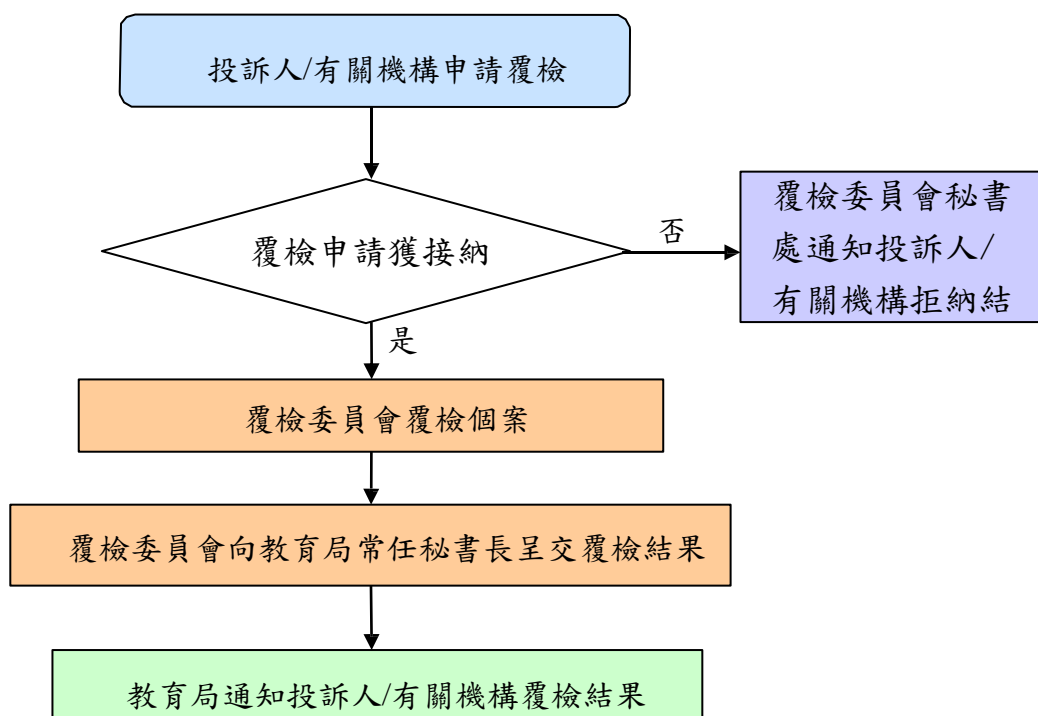 投訴人/有關機構申請覆檢
覆檢申請獲接納
否
覆檢委員會秘書
處通知投訴人/
有關機構拒納結
是
覆檢委員會覆檢個案
覆檢委員會向教育局常任秘書長呈交覆檢結果
教育局通知投訴人/有關機構覆檢結果